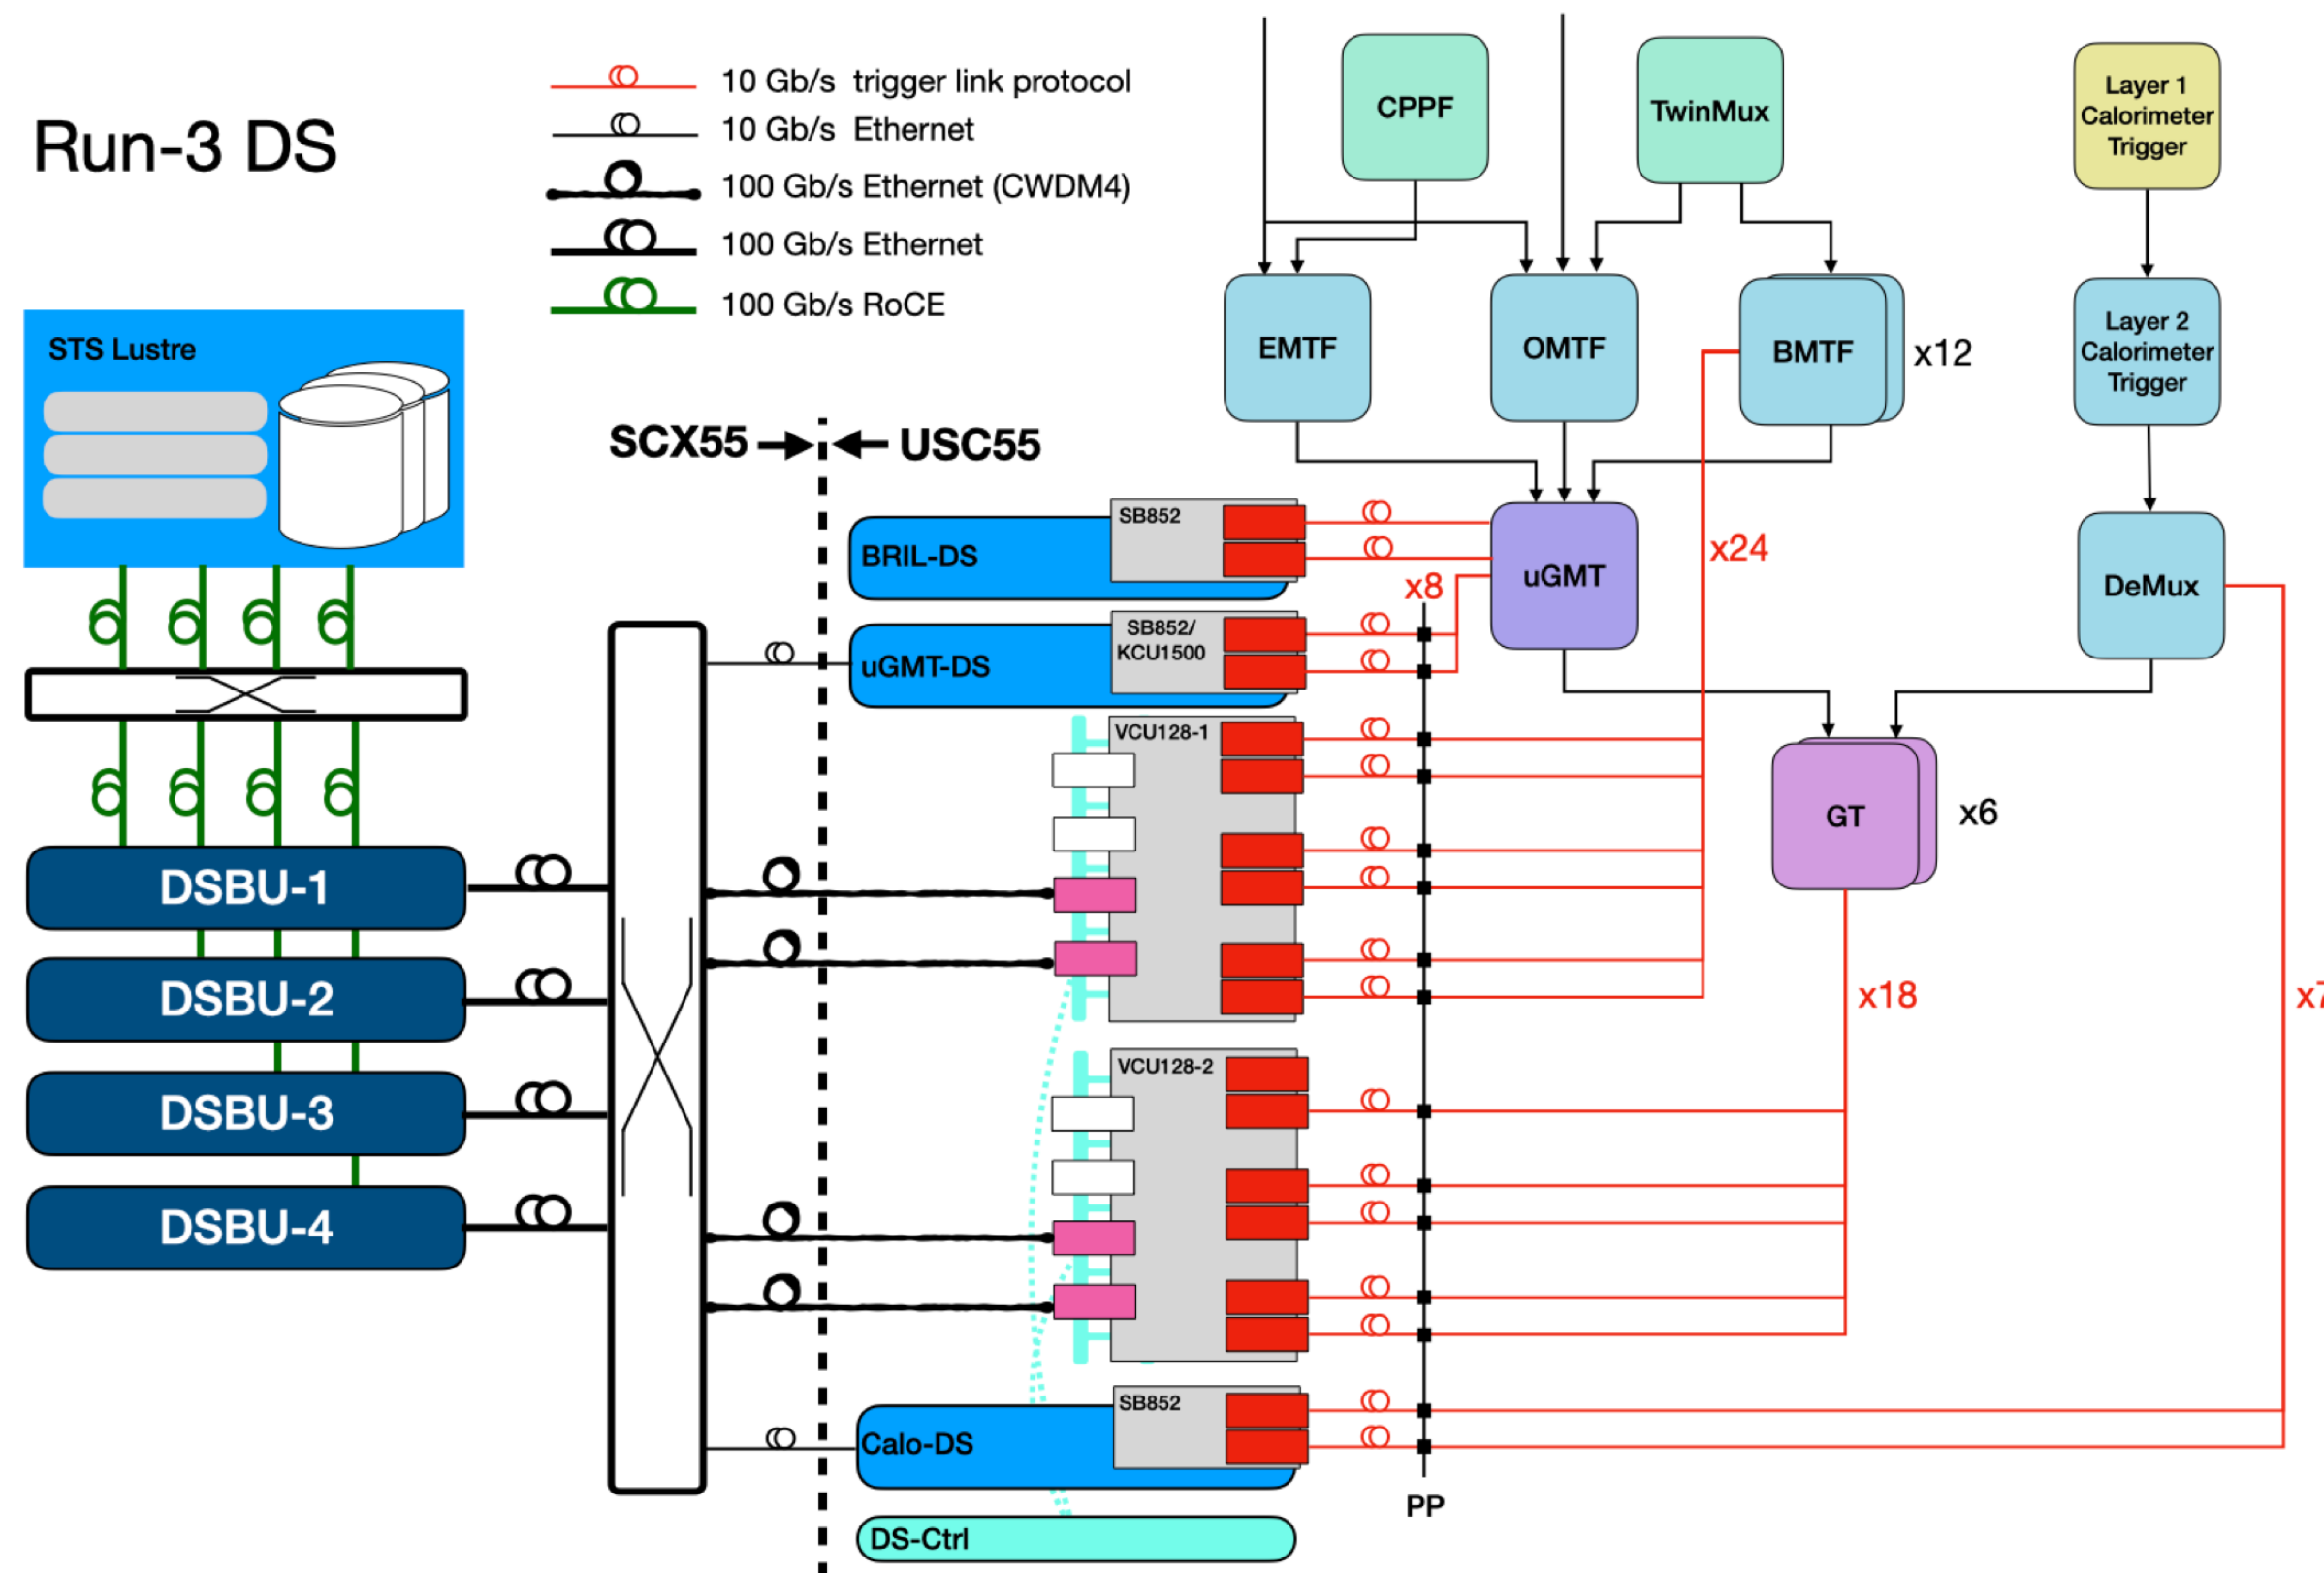 Run-3 DS
10 Gb/s trigger link protocol
10 Gb/s Ethernet
100 Gb/s Ethernet (CWDM4)
100 Gb/s Ethernet
100 Gb/s RoCE
CPPF
TwinMux
Layer 1
Calorimeter
Trigger
EMTF
OMTF
BMTF
x12
Layer 2
Calorimeter
Trigger
STS Lustre
SCX55
USC55
SB852
BRIL-DS
x8
uGMT
x24
DeMux
SB852/
KCU1500
uGMT-DS
VCU128-1
GT
x6
DSBU-1
DSBU-2
DSBU-3
DSBU-4
x18
x7
VCU128-2
SB852
Calo-DS
PP
DS-Ctrl